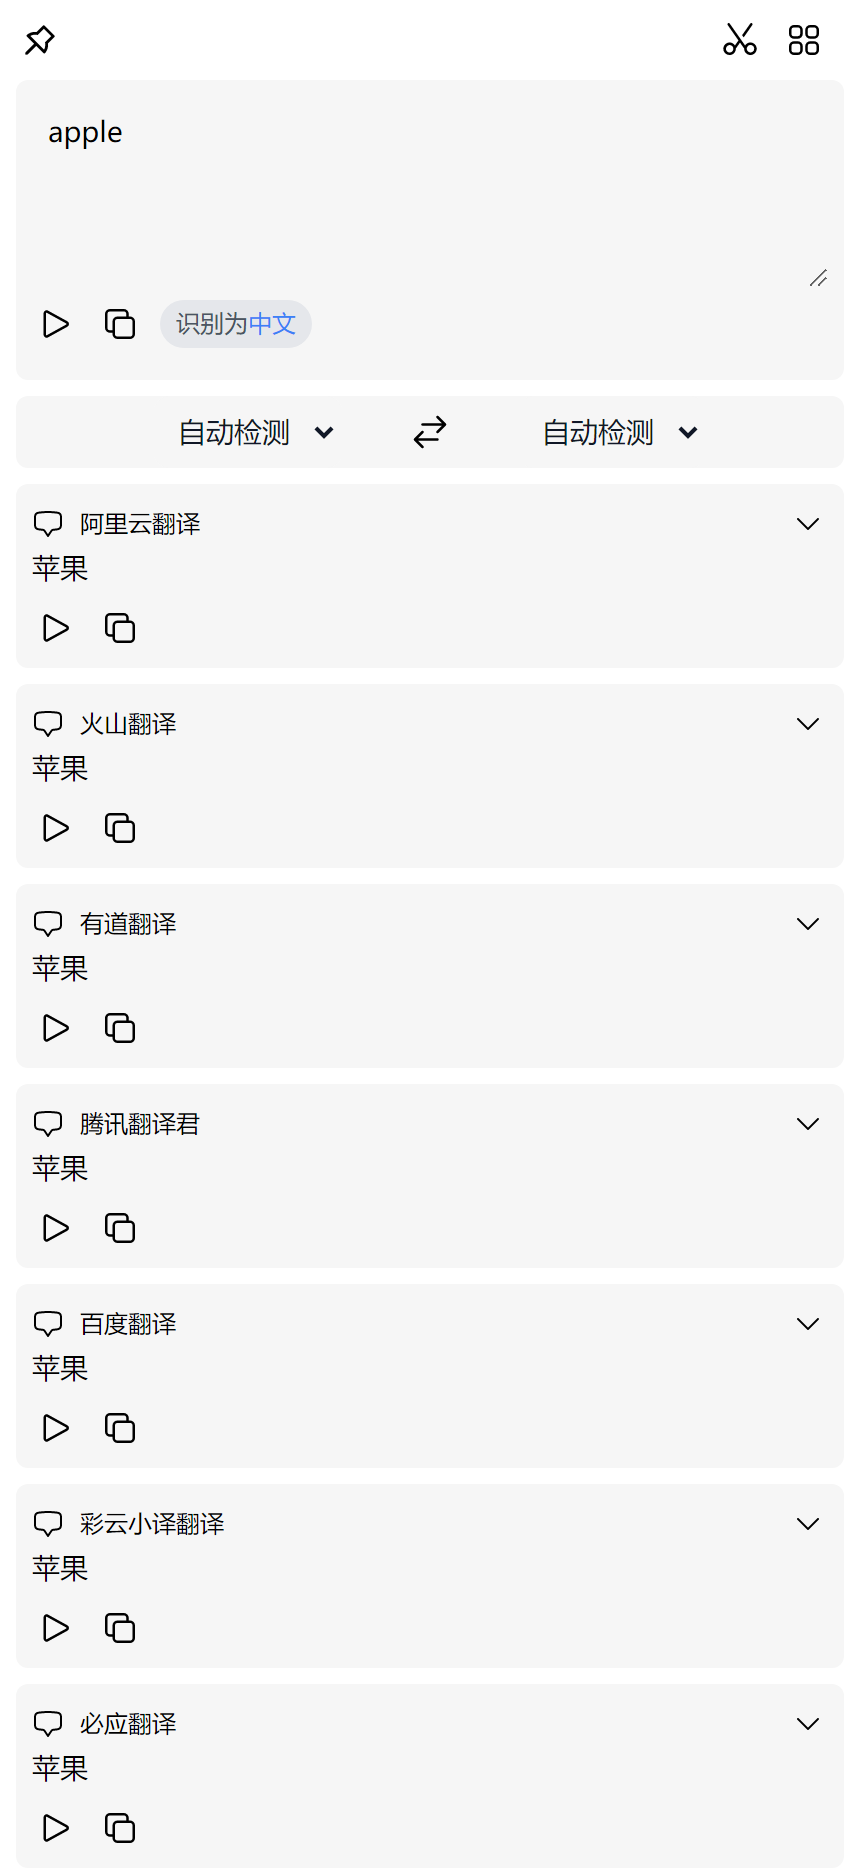 apple
识别为中文
自动检测 自动检测
阿里云翻译
苹果
火山翻译
苹果
有道翻译
苹果
腾讯翻译君
苹果
百度翻译
苹果
彩云小译翻译
苹果
必应翻译
苹果